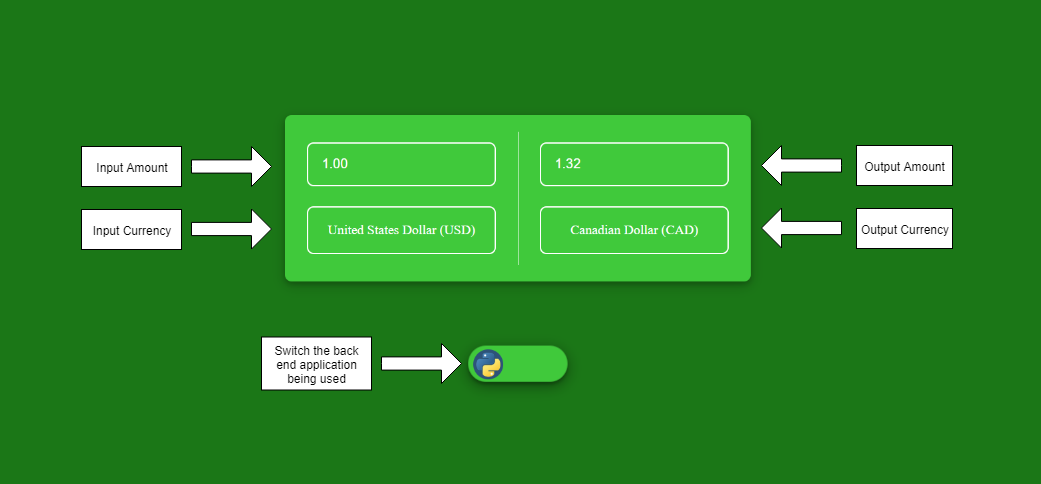 Input Amount
1.00
1.32
Output Amount
Input Currency
United States Dollar (USD)
Canadian Dollar (CAD)
Output Currency
Switch the back
end application
being used